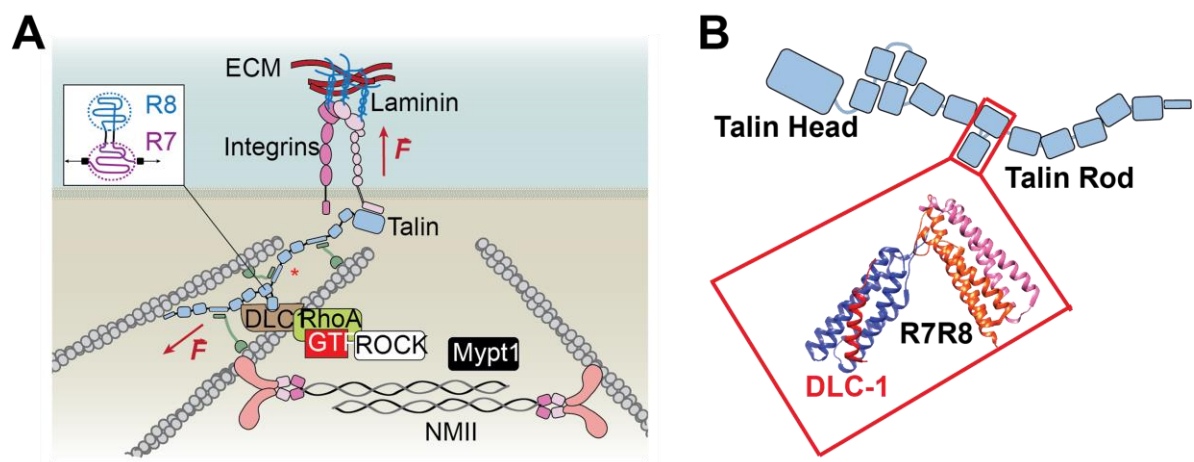 A
ECM
Laminin
R8
R7
Integrins
F
Talin
*
DLC
RhoA
GTP
ROCK
Mypt1
F
NMII
B
Talin Head
Talin Rod
R7R8
DLC-1